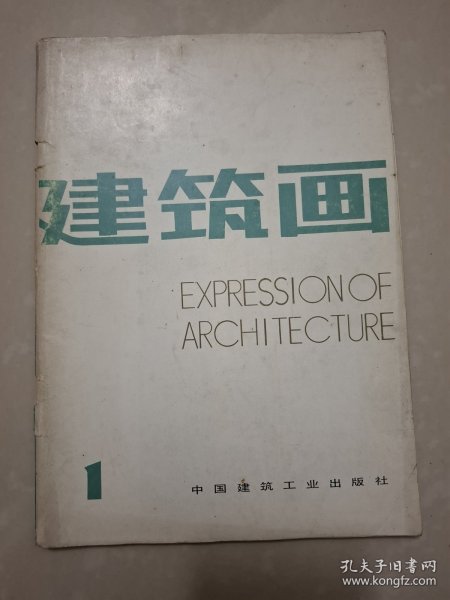 建筑画
EXPRESSION OF
ARCHITECTURE
1
中国建筑工业出版社
孔夫子旧书网
www.kongfz.com